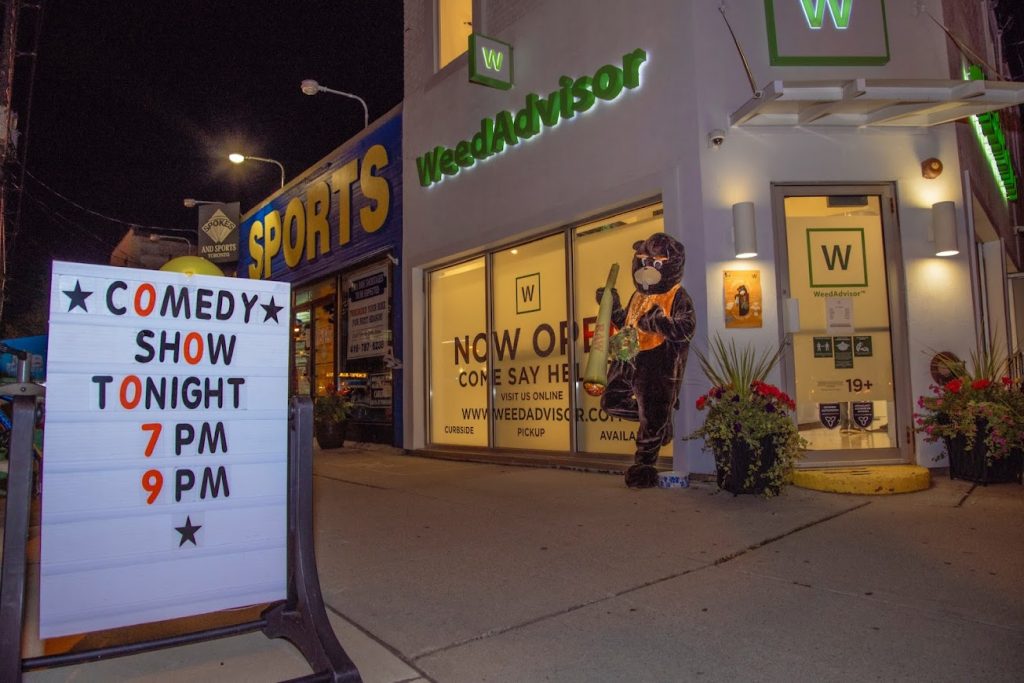 ★ COMEDY ★
SHOW
TONIGHT
7 PM
9 PM
★
SPORTS
SPOKES
AND SPORTS
TORONTO
W
WeedAdvisor
W
W
NOW OPE
COME SAY HEL
VISIT US ONLINE
WWW.WEEDADVISOR.CO
CURBSIDE
PICKUP
AVAILA
W
WeedAdvisor
19+